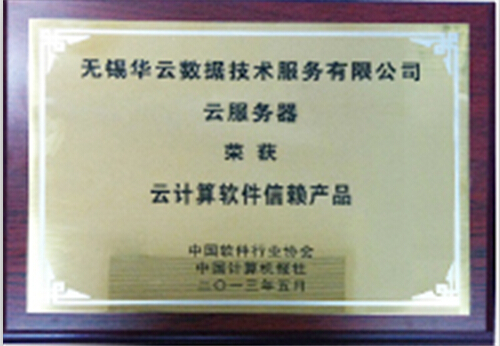 无锡华云数据技术服务有限公司
云服务器
荣获
云计算软件信赖产品
中国软件行业协会
中国计算机报社
二〇一三年五月